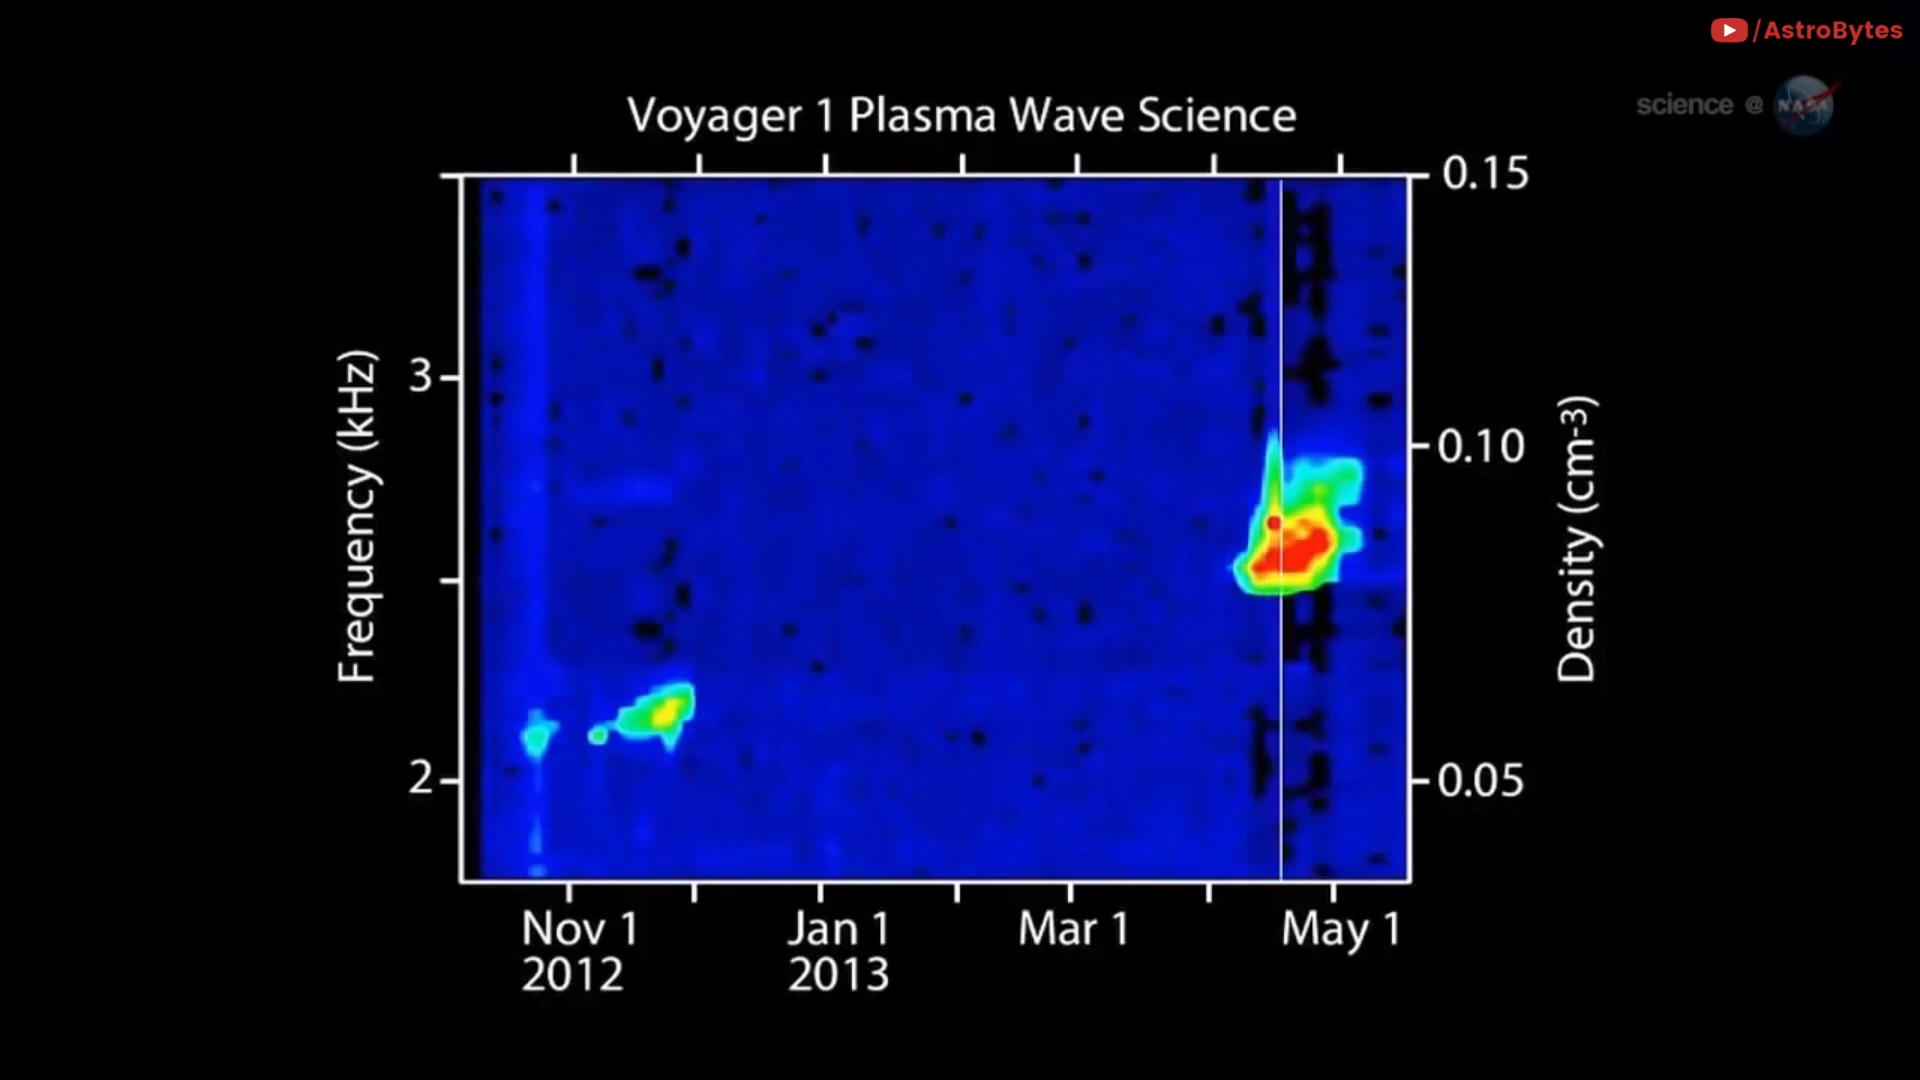 /AstroBytes
science @ NASA
Voyager 1 Plasma Wave Science
0.15
3
0.10
Frequency (kHz)
Density (cm-3)
2
0.05
Nov 1 Jan 1 Mar 1 May 1
2012 2013